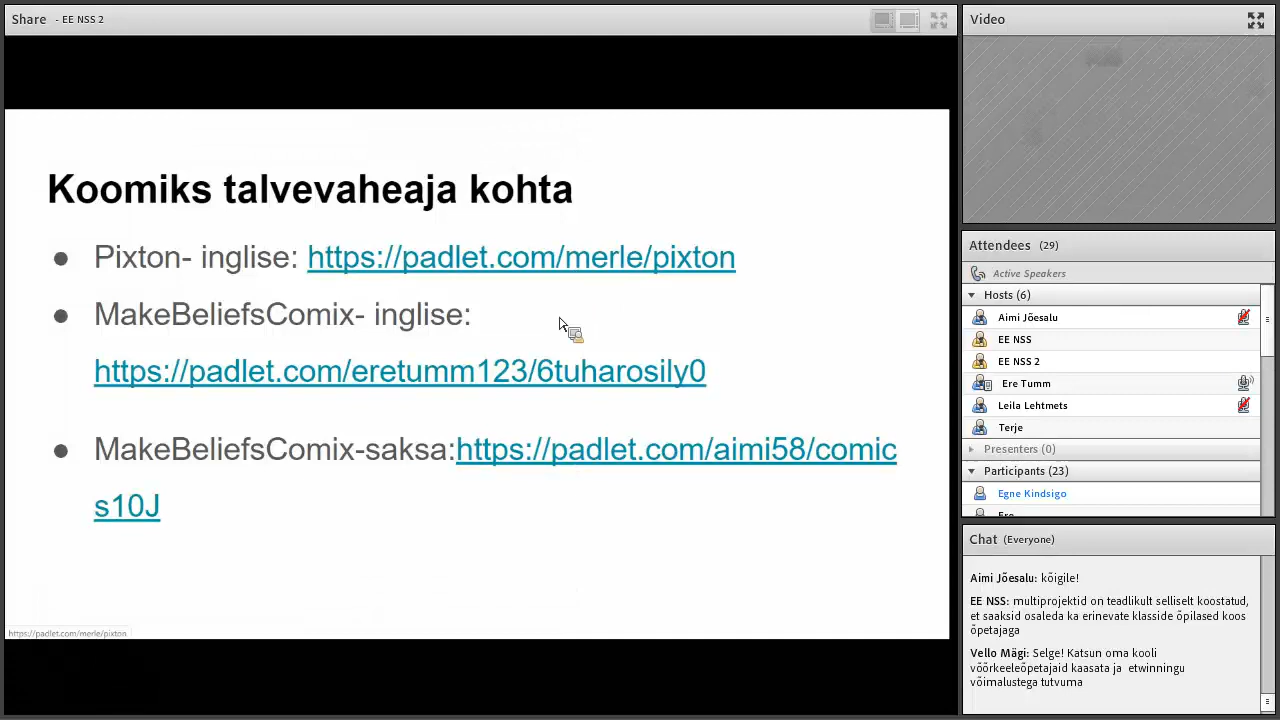 Share - EE NSS 2
Koomiks talvevaheaja kohta
● Pixton- inglise: https://padlet.com/merle/pixton
● MakeBeliefsComix- inglise:
https://padlet.com/eretumm123/6tuharosily0
● MakeBeliefsComix-saksa:https://padlet.com/aimi58/comic
s10J
https://padlet.com/merle/pixton
Video
Attendees (29)
Active Speakers
Hosts (6)
Aimi Jõesalu
EE NSS
EE NSS 2
Ere Tumm
Leila Lehtmets
Terje
Presenters (0)
Participants (23)
Egne Kindsigo
Ere
Chat (Everyone)
Aimi Jõesalu: kõigile!
EE NSS: multiprojektid on teadlikult selliselt koostatud,
et saaksid osaleda ka erinevate klasside õpilased koos
õpetajaga
Vello Mägi: Selge! Katsun oma kooli
võõrkeeleõpetajaid kaasata ja etwinningu
võimalustega tutvuma